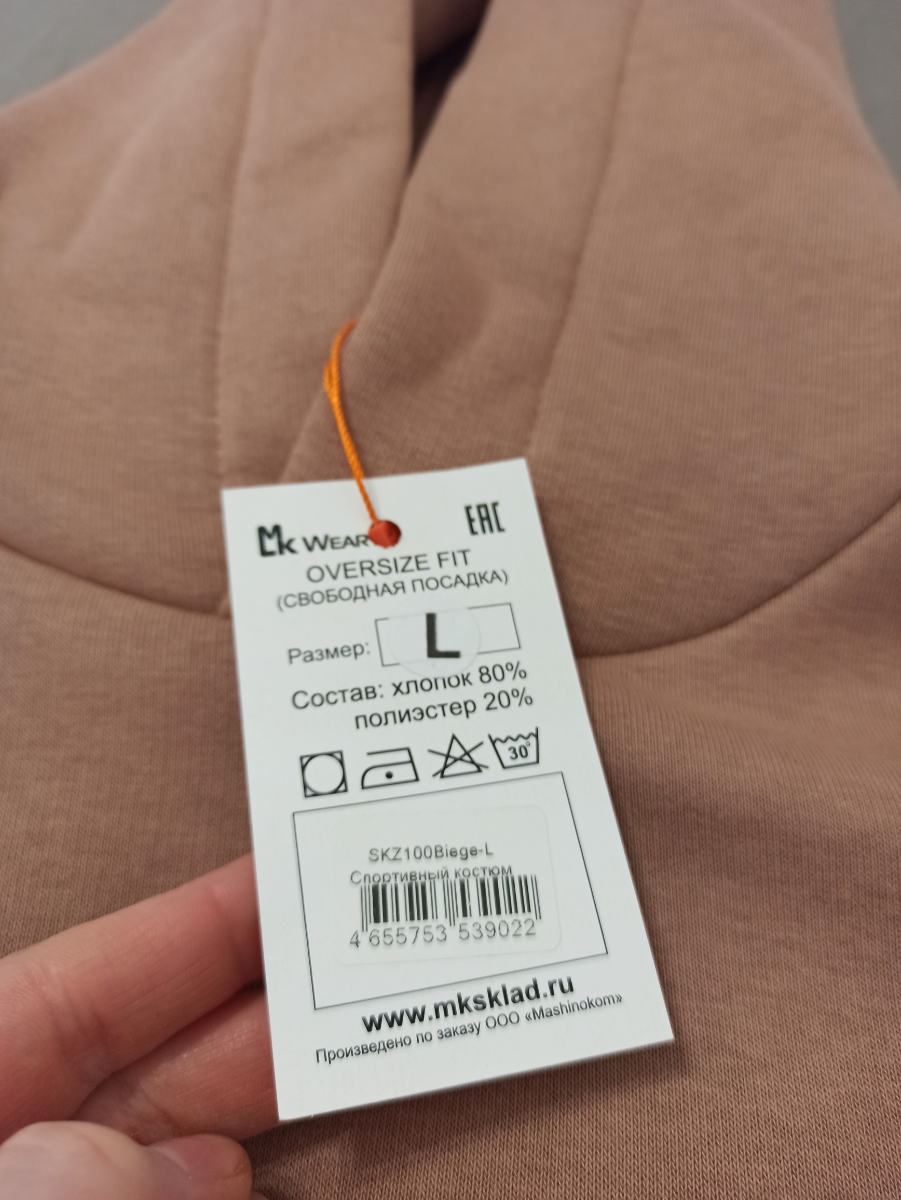 Mk WEAR
EAC
OVERSIZE FIT
(СВОБОДНАЯ ПОСАДКА)
Размер: L
Состав: хлопок 80%
полиэстер 20%
30°
SKZ100Biege-L
Спортивный костюм
4 655753 539022
www.mksklad.ru
Произведено по заказу ООО «Mashinokom»